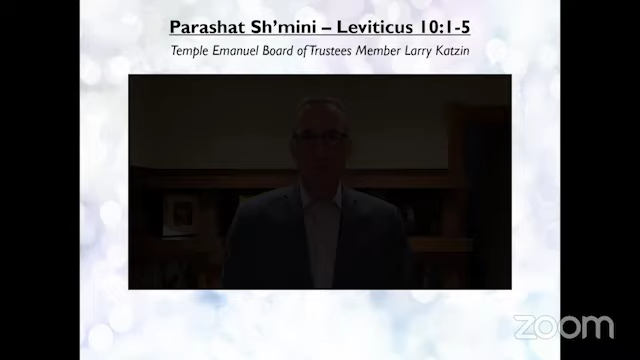 Parashat Sh'mini – Leviticus 10:1-5
Temple Emanuel Board of Trustees Member Larry Katzin
zoom